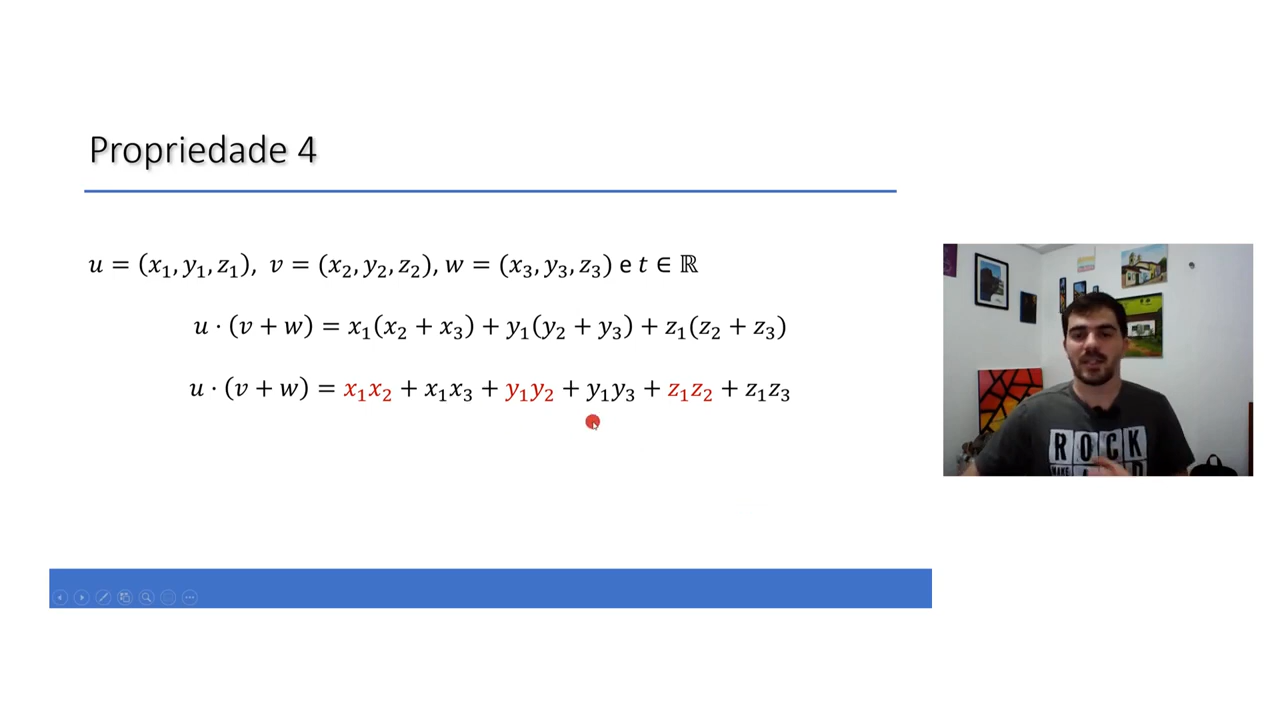 Propriedade 4
u = (x₁, y₁, z₁), v = (x₂, y₂, z₂), w = (x₃, y₃, z₃) e t ∈ ℝ
u · (v + w) = x₁(x₂ + x₃) + y₁(y₂ + y₃) + z₁(z₂ + z₃)
u · (v + w) = x₁x₂ + x₁x₃ + y₁y₂ + y₁y₃ + z₁z₂ + z₁z₃
ROCK